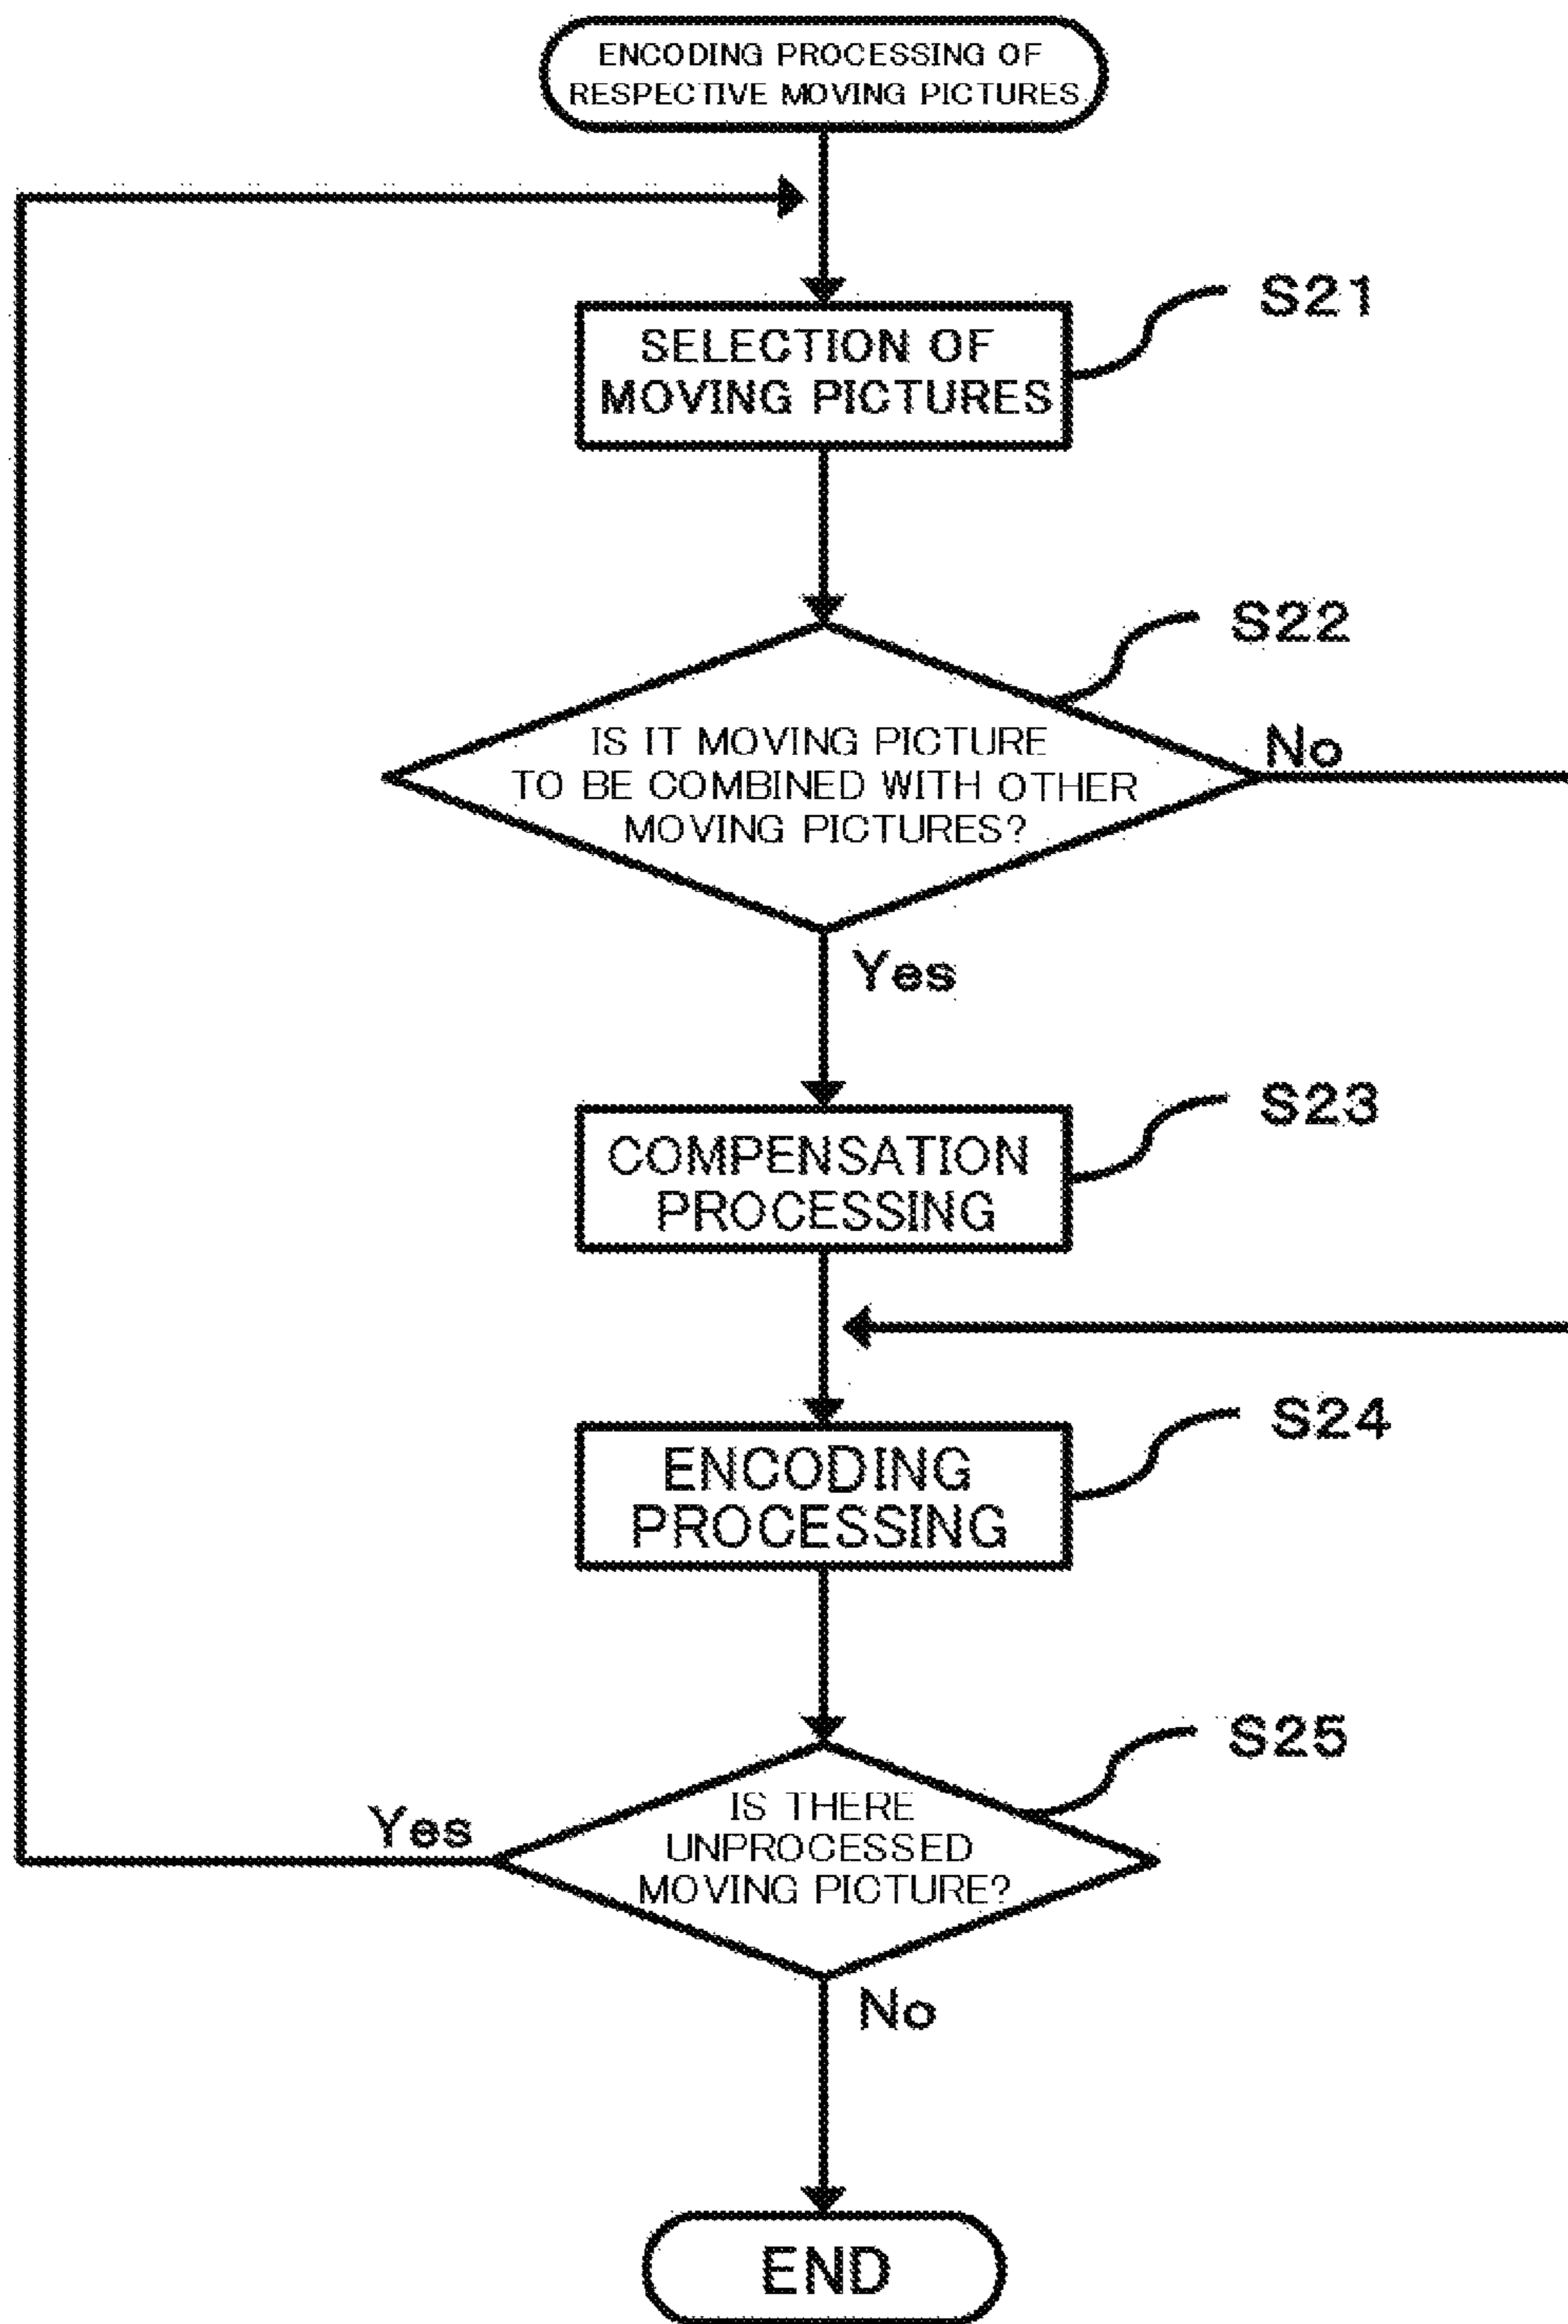 ENCODING PROCESSING OF
RESPECTIVE MOVING PICTURES
S21
SELECTION OF
MOVING PICTURES
S22
IS IT MOVING PICTURE
TO BE COMBINED WITH OTHER
MOVING PICTURES?
No
Yes
S23
COMPENSATION
PROCESSING
S24
ENCODING
PROCESSING
S25
IS THERE
UNPROCESSED
MOVING PICTURE?
Yes
No
END